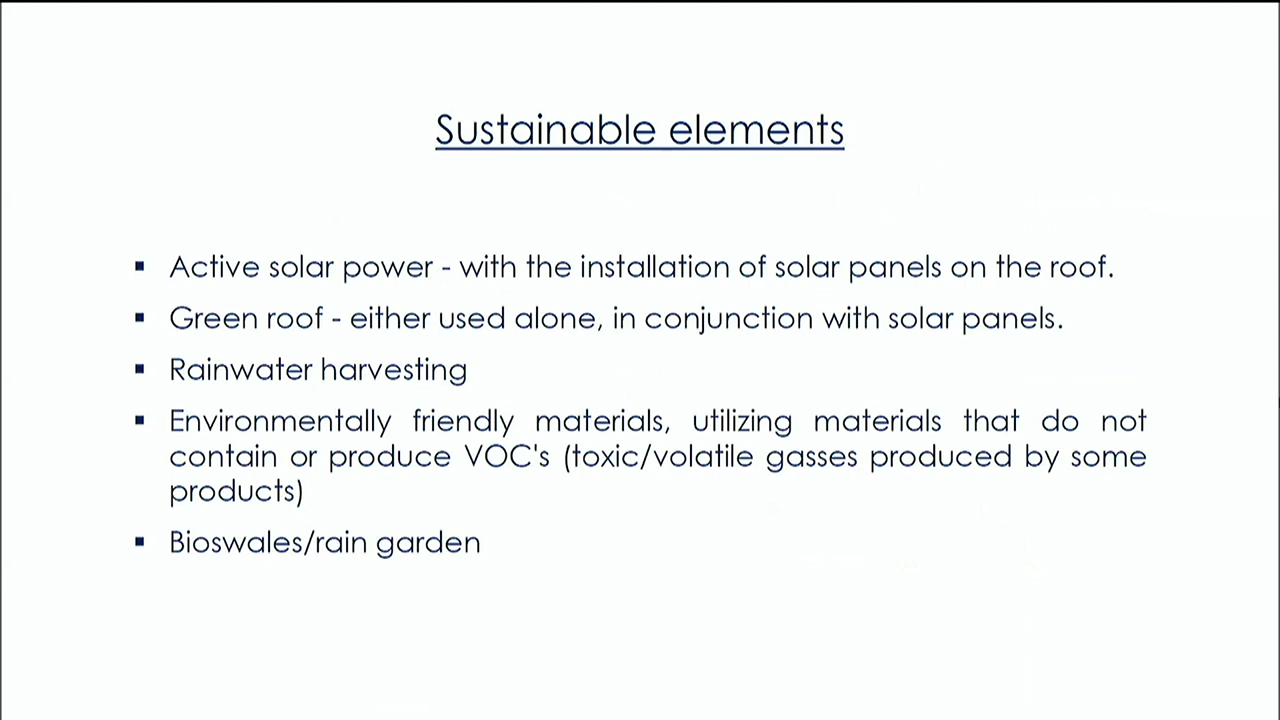 Sustainable elements
▪ Active solar power - with the installation of solar panels on the roof.
▪ Green roof - either used alone, in conjunction with solar panels.
▪ Rainwater harvesting
▪ Environmentally friendly materials, utilizing materials that do not
contain or produce VOC's (toxic/volatile gasses produced by some
products)
▪ Bioswales/rain garden